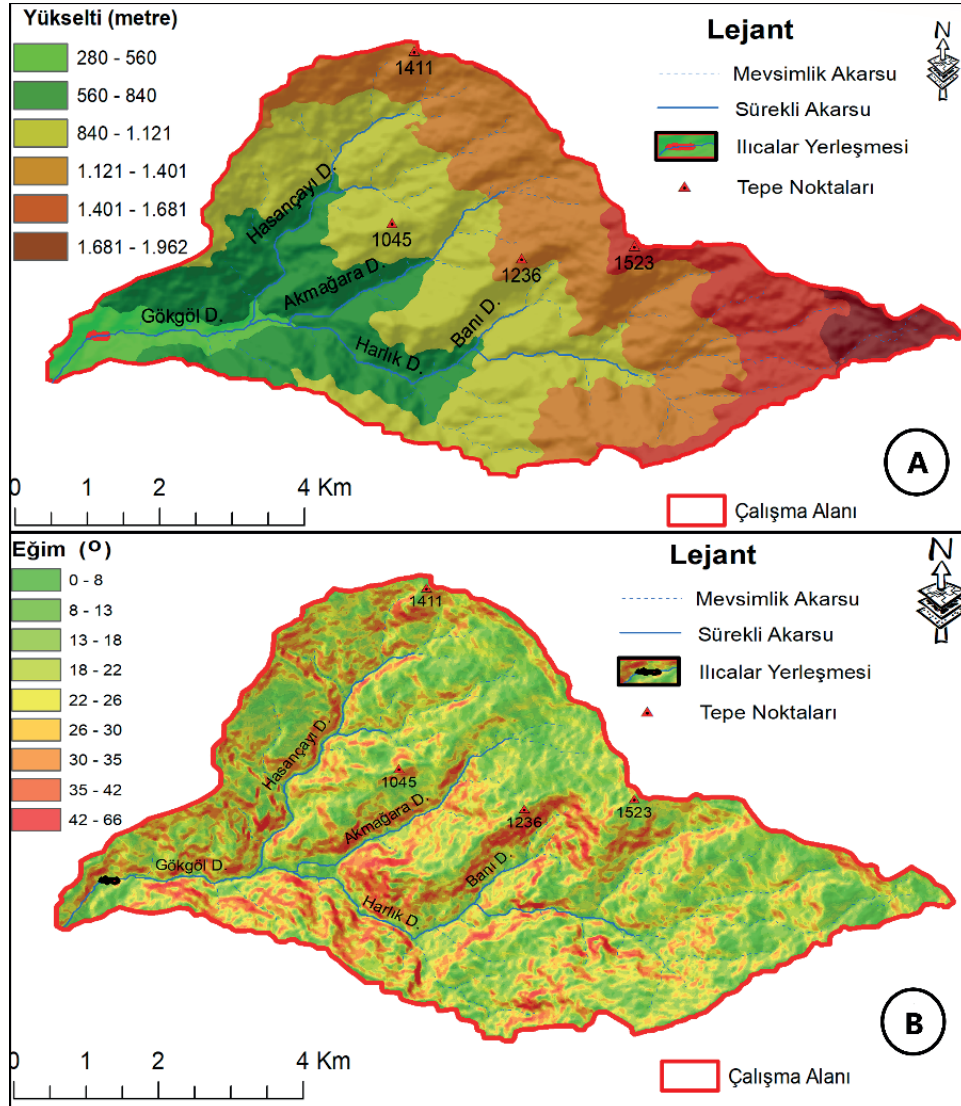 Yükselti (metre)
280 - 560
560 - 840
840 - 1.121
1.121 - 1.401
1.401 - 1.681
1.681 - 1.962
Lejant
Mevsimlik Akarsu
Sürekli Akarsu
Ilıcalar Yerleşmesi
Tepe Noktaları
N
1411
Hasançayı D.
1045
Akmağara D.
1236
1523
Gökgöl D.
Banı D.
Harlık D.
A
0 1 2 4 Km
Çalışma Alanı
Eğim (O)
0 - 8
8 - 13
13 - 18
18 - 22
22 - 26
26 - 30
30 - 35
35 - 42
42 - 66
Lejant
Mevsimlik Akarsu
Sürekli Akarsu
Ilıcalar Yerleşmesi
Tepe Noktaları
N
1411
Hasançayı D.
1045
Akmağara D.
1236
1523
Gökgöl D.
Banı D.
Harlık D.
B
0 1 2 4 Km
Çalışma Alanı